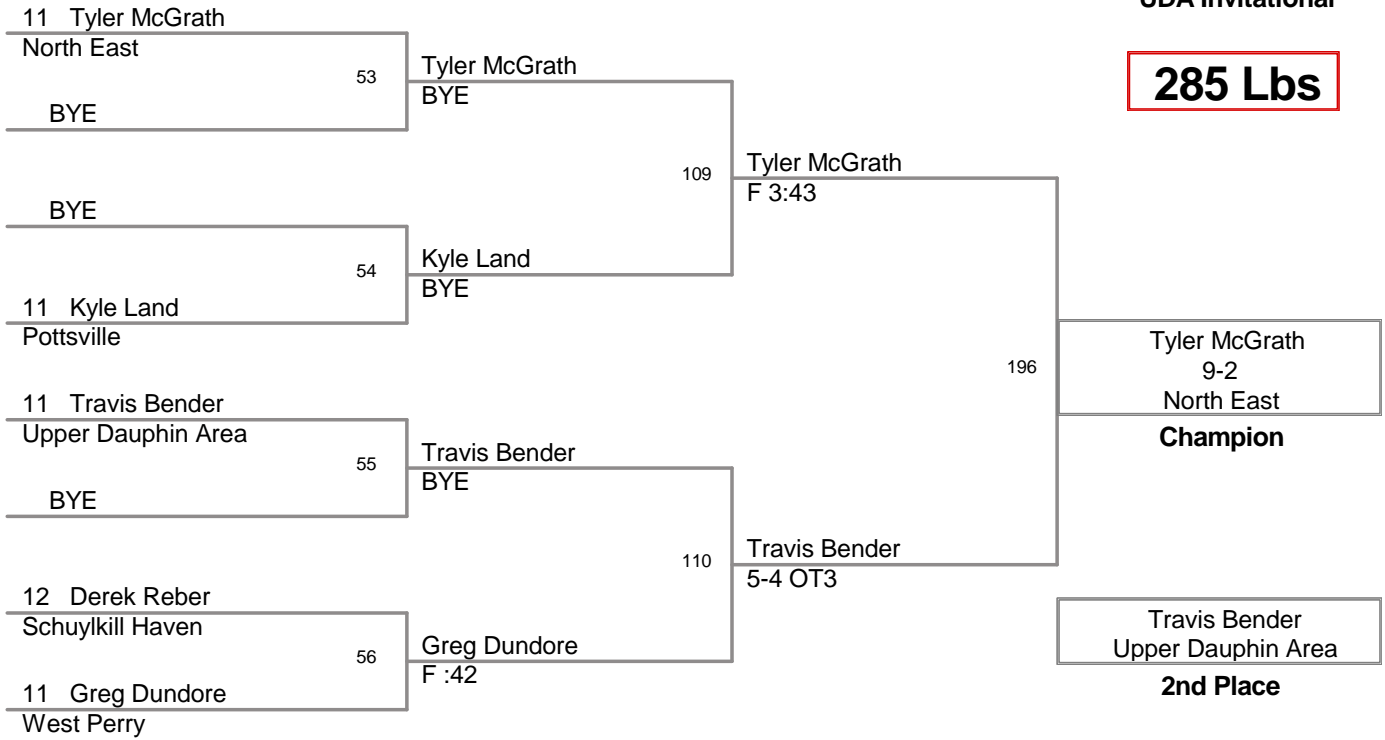 UDA Invitational
285 Lbs
11 Tyler McGrath
North East
53
BYE
Tyler McGrath
BYE
BYE
54
11 Kyle Land
Pottsville
Kyle Land
BYE
109
Tyler McGrath
F 3:43
11 Travis Bender
Upper Dauphin Area
55
BYE
Travis Bender
BYE
12 Derek Reber
Schuylkill Haven
56
11 Greg Dundore
West Perry
Greg Dundore
F :42
110
Travis Bender
5-4 OT3
196
Tyler McGrath
9-2
North East
Champion
Travis Bender
Upper Dauphin Area
2nd Place